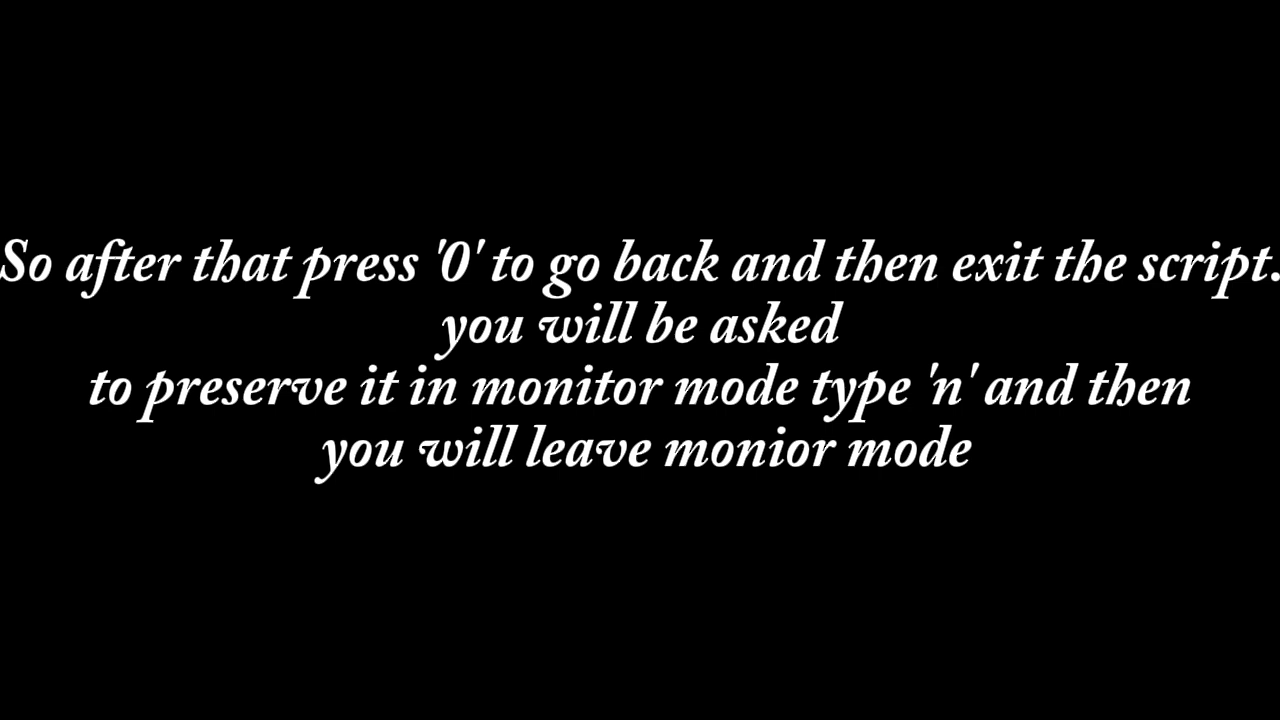 So after that press '0' to go back and then exit the script.
you will be asked
to preserve it in monitor mode type 'n' and then
you will leave monior mode